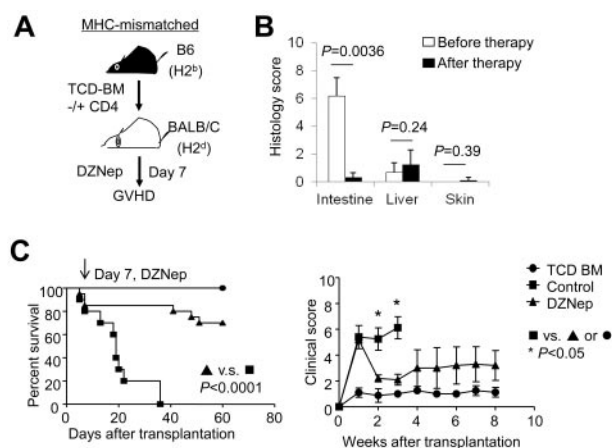 A
MHC-mismatched
B6
(H2b)
TCD-BM
-/+ CD4
BALB/C
(H2d)
DZNep
Day 7
GVHD
B
Histology score
10
8
6
4
2
0
P=0.0036
Before therapy
After therapy
P=0.24
P=0.39
Intestine
Liver
Skin
C
Day 7, DZNep
Percent survival
100
80
60
40
20
0
▲ v.s. ■
P<0.0001
0 20 40 60 80
Days after transplantation
Clinical score
10
8
6
4
2
0
* *
TCD BM
Control
DZNep
■ vs. ▲ or ●
* P<0.05
0 2 4 6 8 10
Weeks after transplantation